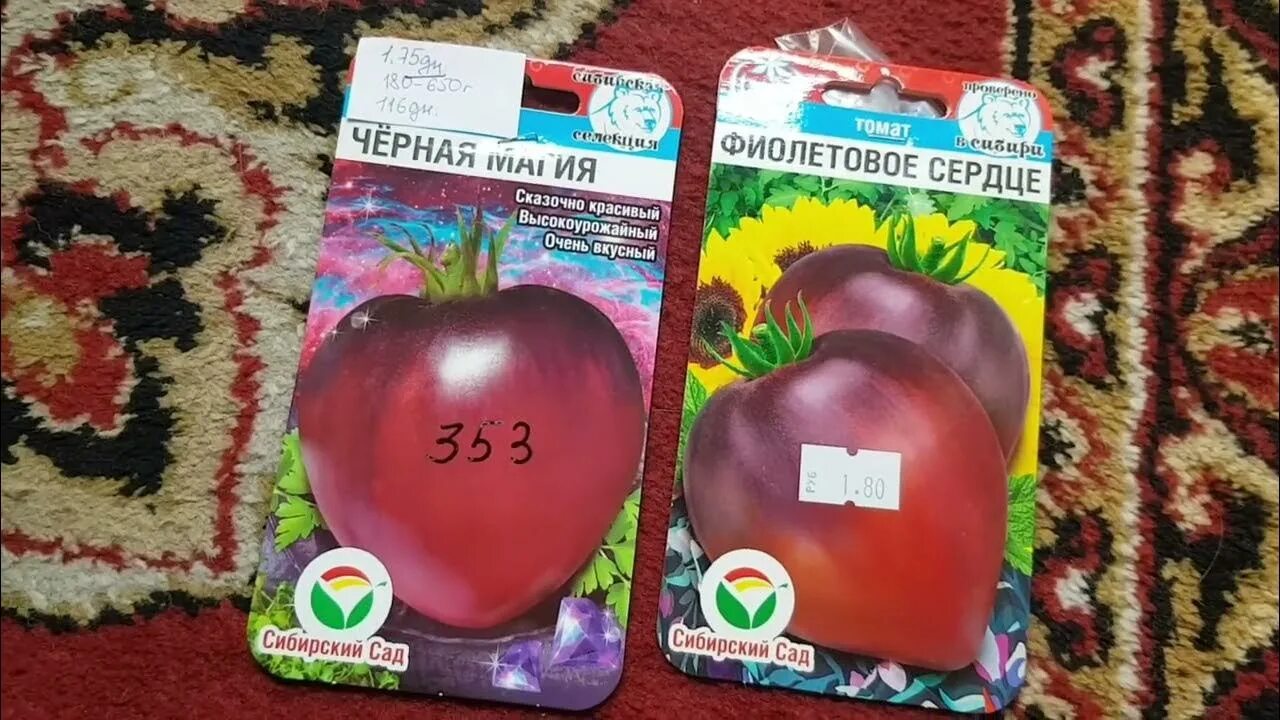 1.75дн
180-650г
116дн.
сибирская
селекция
ЧЁРНАЯ МАГИЯ
Сказочно красивый
Высокоурожайный
Очень вкусный
353
Сибирский Сад
проверено
в сибири
томат
ФИОЛЕТОВОЕ СЕРДЦЕ
РУБ 1.80
Сибирский Сад